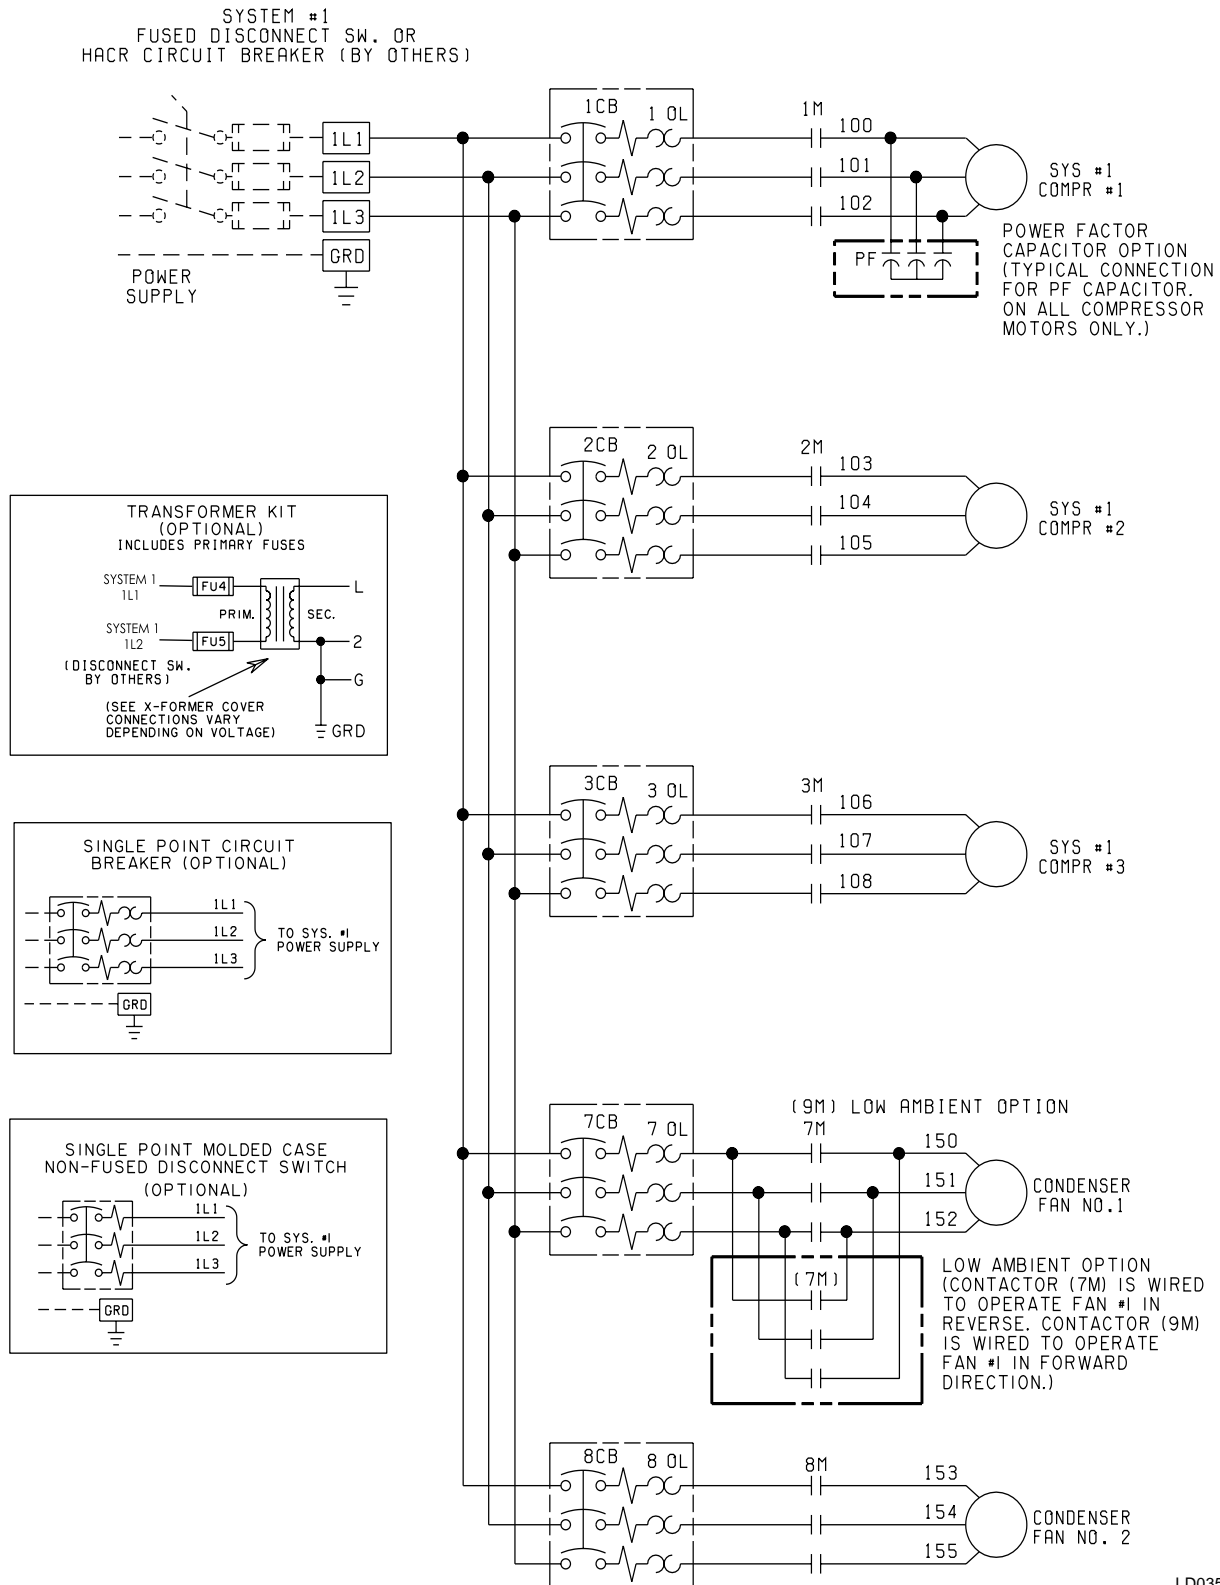 SYSTEM #1
FUSED DISCONNECT SW. OR
HACR CIRCUIT BREAKER (BY OTHERS)
1L1
1L2
1L3
GRD
POWER
SUPPLY
1CB
1 OL
1M
100
101
102
SYS #1
COMPR #1
PF
POWER FACTOR
CAPACITOR OPTION
(TYPICAL CONNECTION
FOR PF CAPACITOR.
ON ALL COMPRESSOR
MOTORS ONLY.)
2CB
2 OL
2M
103
104
105
SYS #1
COMPR #2
TRANSFORMER KIT
(OPTIONAL)
INCLUDES PRIMARY FUSES
SYSTEM 1
1L1
FU4
L
PRIM.
SEC.
SYSTEM 1
1L2
FU5
2
(DISCONNECT SW.
BY OTHERS)
G
(SEE X-FORMER COVER
CONNECTIONS VARY
DEPENDING ON VOLTAGE)
GRD
3CB
3 OL
3M
106
107
108
SYS #1
COMPR #3
SINGLE POINT CIRCUIT
BREAKER (OPTIONAL)
1L1
1L2
1L3
TO SYS. #1
POWER SUPPLY
GRD
(9M) LOW AMBIENT OPTION
7CB
7 OL
7M
150
151
152
CONDENSER
FAN NO.1
(7M)
LOW AMBIENT OPTION
(CONTACTOR (7M) IS WIRED
TO OPERATE FAN #1 IN
REVERSE. CONTACTOR (9M)
IS WIRED TO OPERATE
FAN #1 IN FORWARD
DIRECTION.)
SINGLE POINT MOLDED CASE
NON-FUSED DISCONNECT SWITCH
(OPTIONAL)
1L1
1L2
1L3
TO SYS. #1
POWER SUPPLY
GRD
8CB
8 OL
8M
153
154
155
CONDENSER
FAN NO. 2